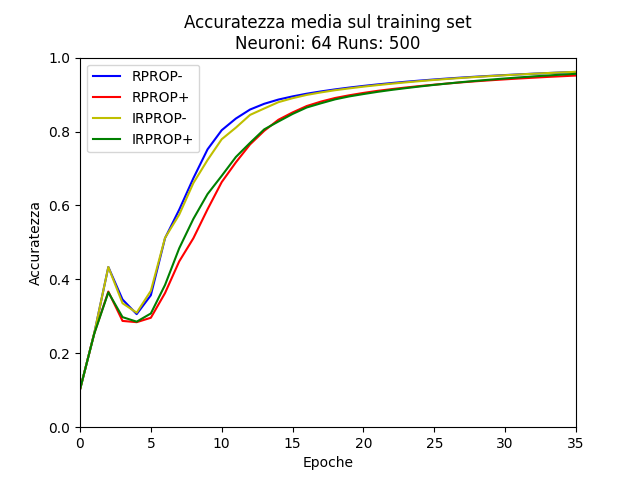 Accuratezza media sul training set
Neuroni: 64 Runs: 500
1.0
0.8
0.6
0.4
0.2
0.0
Accuratezza
RPROP-
RPROP+
IRPROP-
IRPROP+
0 5 10 15 20 25 30 35
Epoche